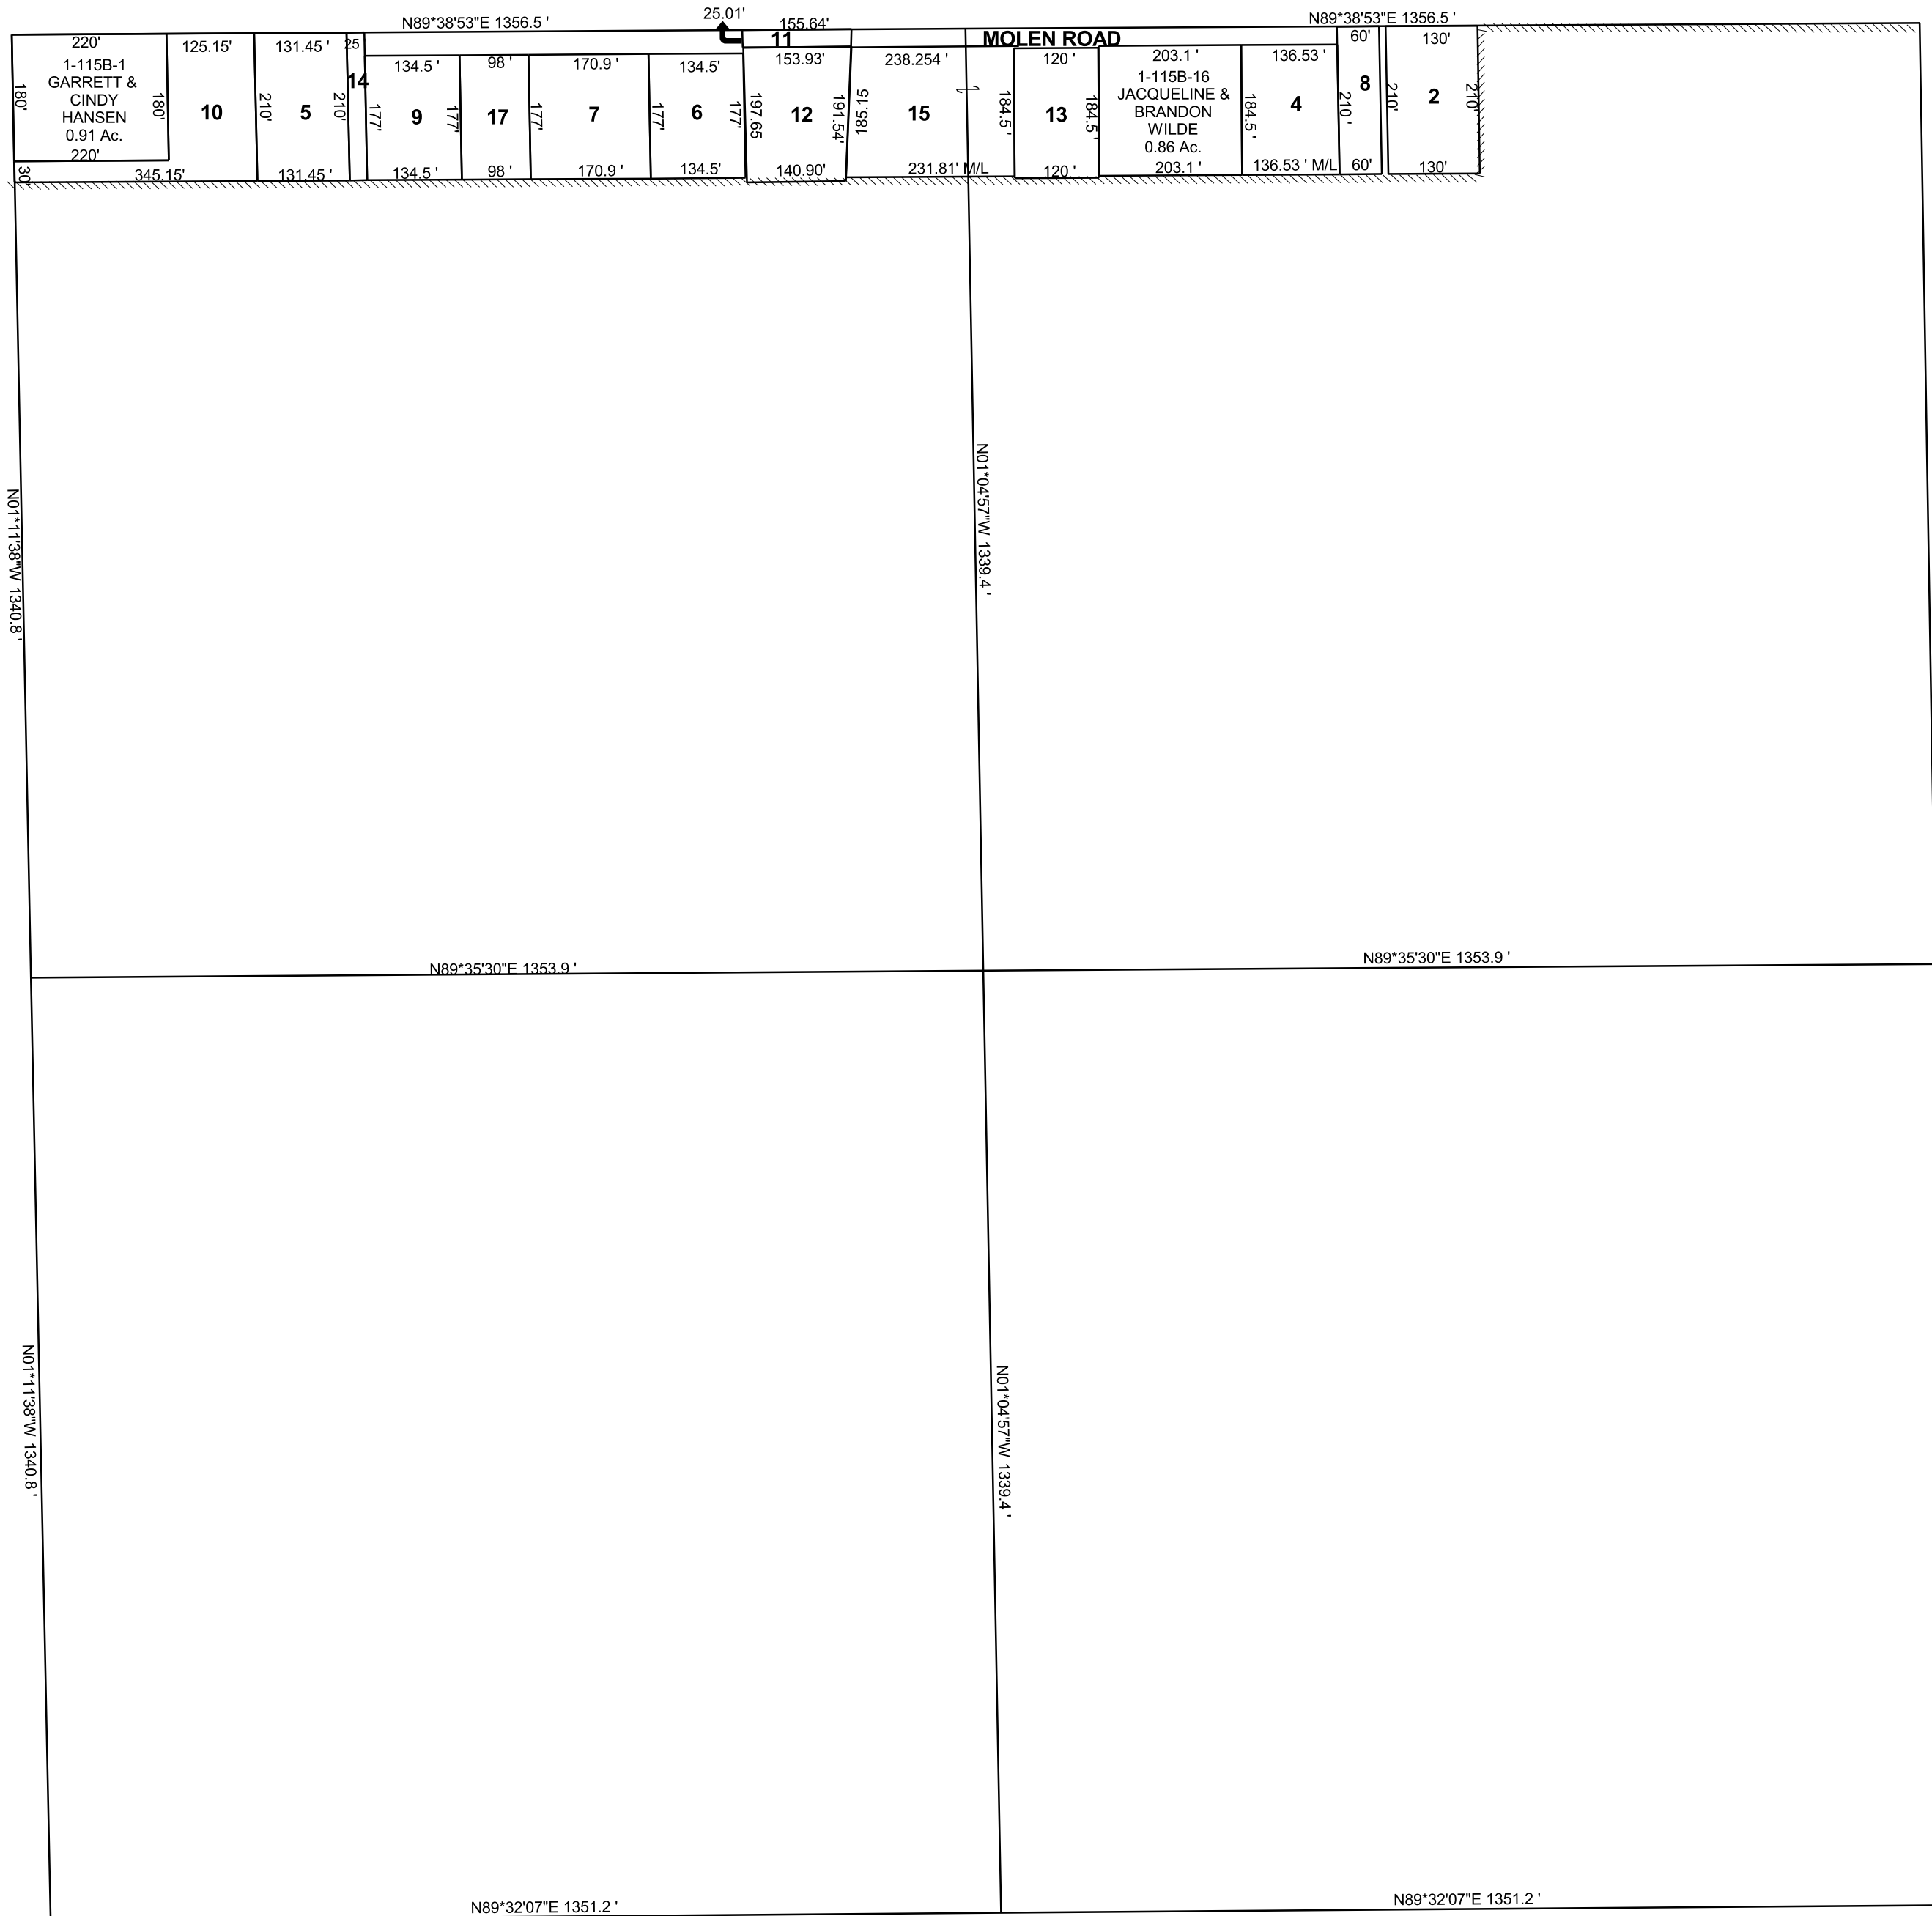 N89*38'53"E 1356.5 '
25.01'
155.64'
N89*38'53"E 1356.5 '
220'
125.15'
131.45 '
25
11
MOLEN ROAD
60'
130'
1-115B-1
GARRETT &
CINDY
HANSEN
0.91 Ac.
220'
180'
180'
30'
345.15'
10
210'
5
210'
131.45 '
14
134.5 '
177'
9
177'
134.5 '
98 '
17
98 '
170.9 '
177'
7
170.9 '
134.5'
177'
6
177'
134.5'
153.93'
197.65
12
191.54'
140.90'
238.254 '
185.15'
15
231.81' M/L
120 '
184.5 '
13
184.5 '
120 '
203.1 '
1-115B-16
JACQUELINE &
BRANDON
WILDE
0.86 Ac.
203.1 '
136.53 '
184.5 '
4
136.53 ' M/L
210 '
8
60'
210'
2
210'
130'
N01*11'38"W 1340.8 '
N01*04'57"W 1339.4 '
N89*35'30"E 1353.9 '
N89*35'30"E 1353.9 '
N01*11'38"W 1340.8 '
N01*04'57"W 1339.4 '
N89*32'07"E 1351.2 '
N89*32'07"E 1351.2 '